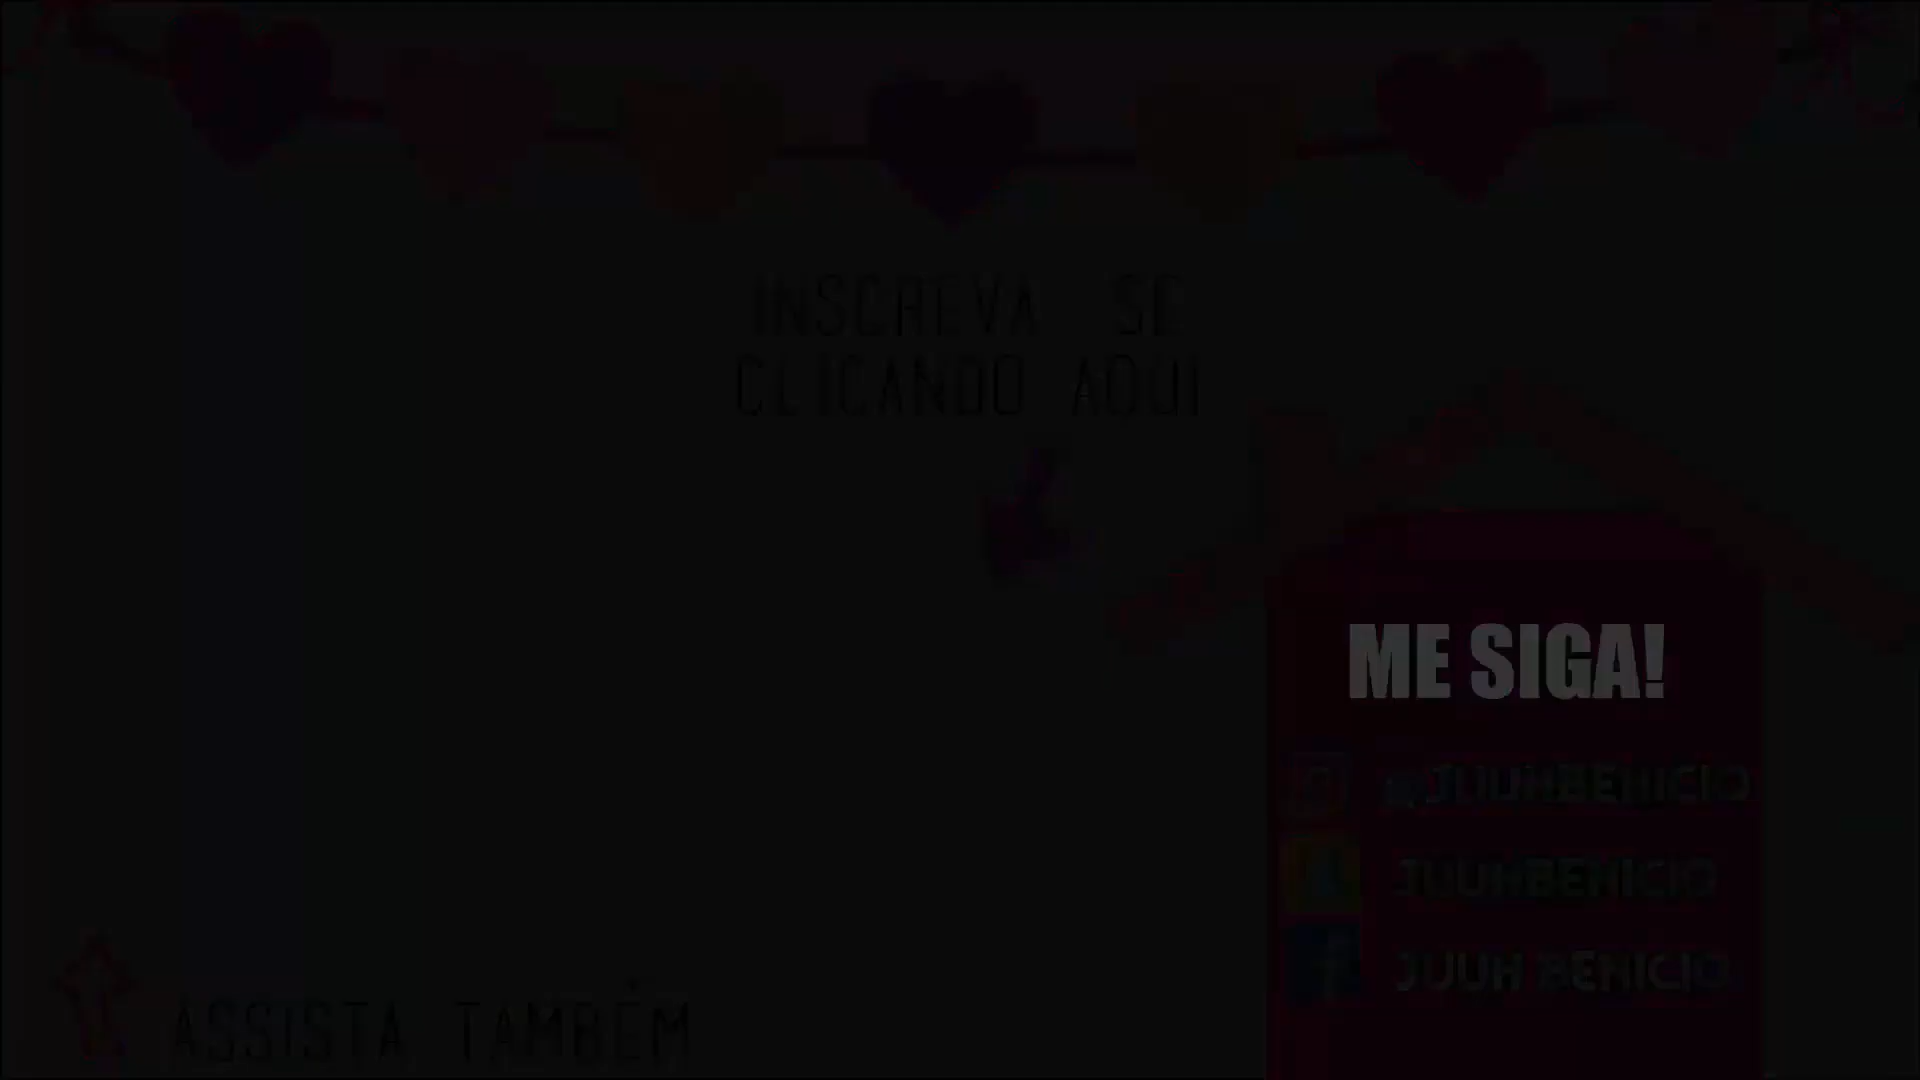 INSCREVA SE
CLICANDO AQUI
ME SIGA!
@JUUHBENICIO
JUUHBENICIO
JUUH BENICIO
ASSISTA TAMBÉM